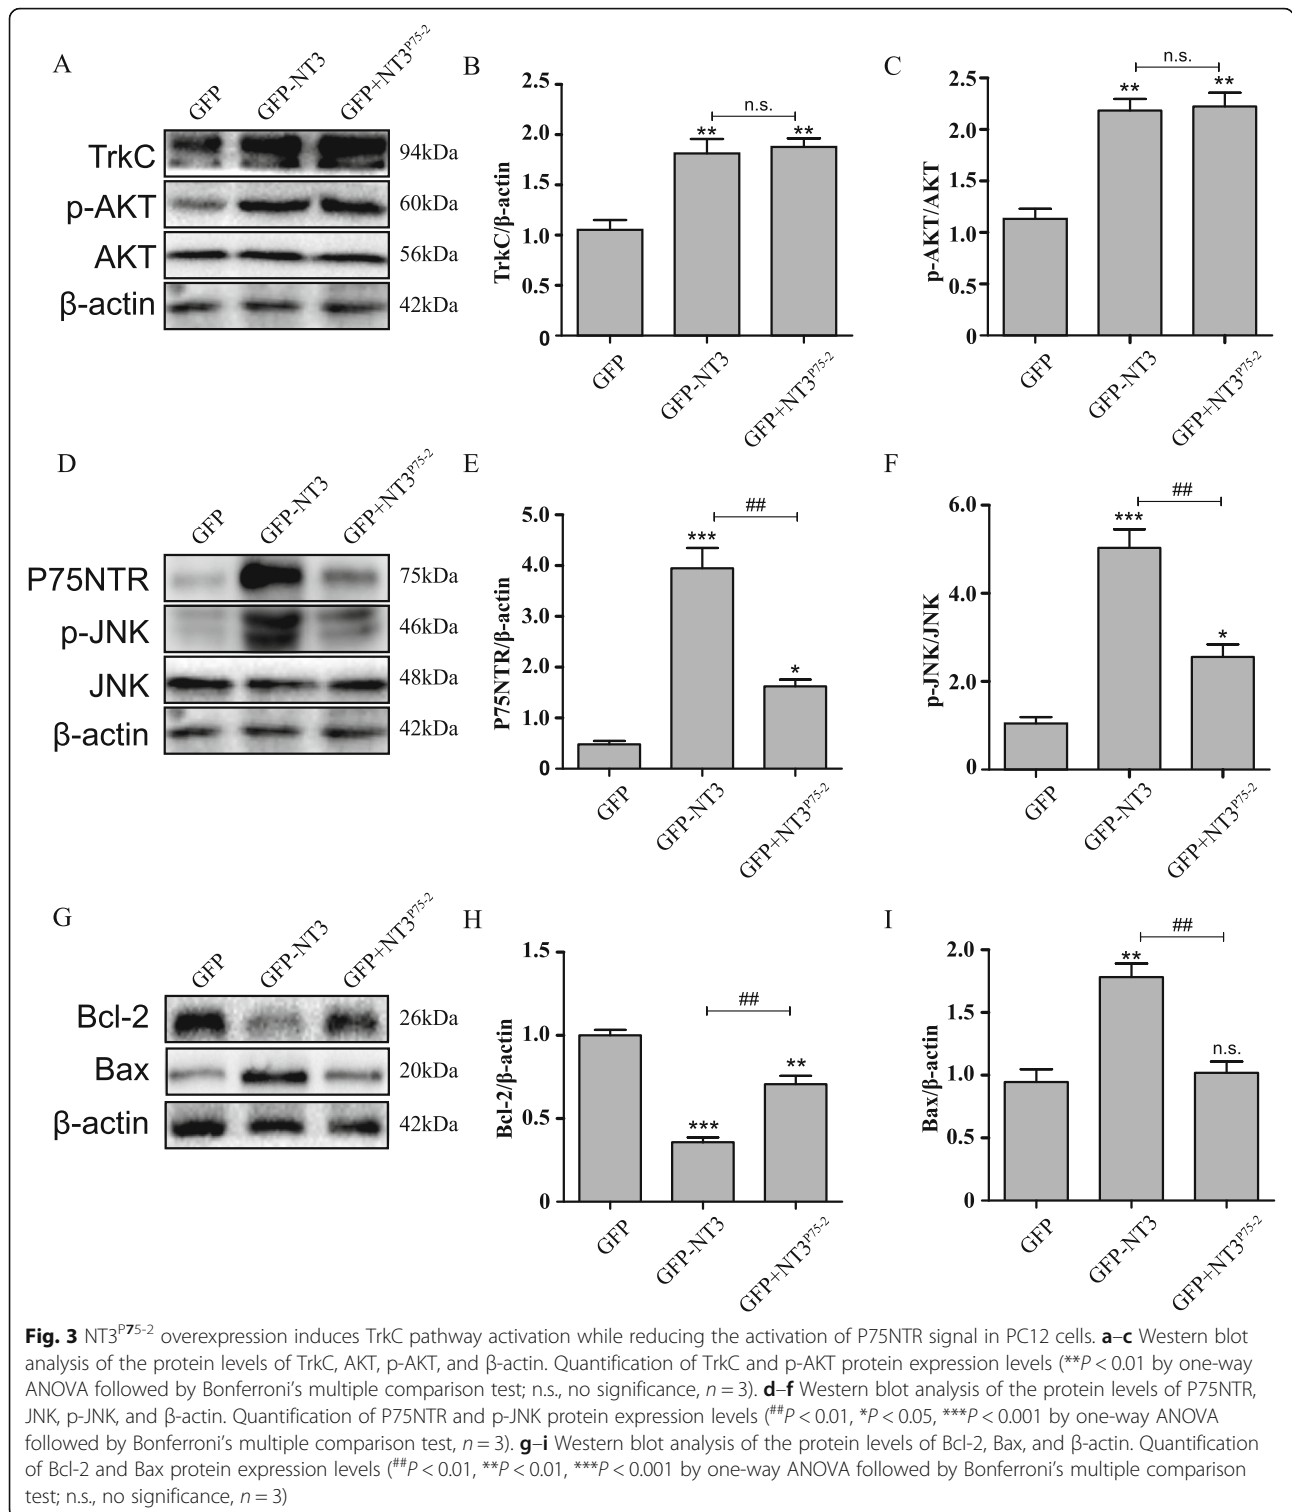 A
GFP
GFP-NT3
GFP+NT3P75-2
TrkC
94kDa
p-AKT
60kDa
AKT
56kDa
β-actin
42kDa
B
TrkC/β-actin
2.5
2.0
1.5
1.0
0.5
0
**
n.s.
**
GFP
GFP-NT3
GFP+NT3P75-2
C
p-AKT/AKT
2.5
2.0
1.5
1.0
0.5
0
**
n.s.
**
GFP
GFP-NT3
GFP+NT3P75-2
D
GFP
GFP-NT3
GFP+NT3P75-2
P75NTR
75kDa
p-JNK
46kDa
JNK
48kDa
β-actin
42kDa
E
P75NTR/β-actin
5.0
4.0
3.0
2.0
1.0
0
***
##
*
GFP
GFP-NT3
GFP+NT3P75-2
F
p-JNK/JNK
6.0
4.0
2.0
0
***
##
*
GFP
GFP-NT3
GFP+NT3P75-2
G
GFP
GFP-NT3
GFP+NT3P75-2
Bcl-2
26kDa
Bax
20kDa
β-actin
42kDa
H
Bcl-2/β-actin
1.5
1.0
0.5
0
***
##
**
GFP
GFP-NT3
GFP+NT3P75-2
I
Bax/β-actin
2.0
1.5
1.0
0.5
0
**
##
n.s.
GFP
GFP-NT3
GFP+NT3P75-2
Fig. 3 NT3P75-2 overexpression induces TrkC pathway activation while reducing the activation of P75NTR signal in PC12 cells. a–c Western blot
analysis of the protein levels of TrkC, AKT, p-AKT, and β-actin. Quantification of TrkC and p-AKT protein expression levels (**P < 0.01 by one-way
ANOVA followed by Bonferroni’s multiple comparison test; n.s., no significance, n = 3). d–f Western blot analysis of the protein levels of P75NTR,
JNK, p-JNK, and β-actin. Quantification of P75NTR and p-JNK protein expression levels (##P < 0.01, *P < 0.05, ***P < 0.001 by one-way ANOVA
followed by Bonferroni’s multiple comparison test, n = 3). g–i Western blot analysis of the protein levels of Bcl-2, Bax, and β-actin. Quantification
of Bcl-2 and Bax protein expression levels (##P < 0.01, **P < 0.01, ***P < 0.001 by one-way ANOVA followed by Bonferroni’s multiple comparison
test; n.s., no significance, n = 3)